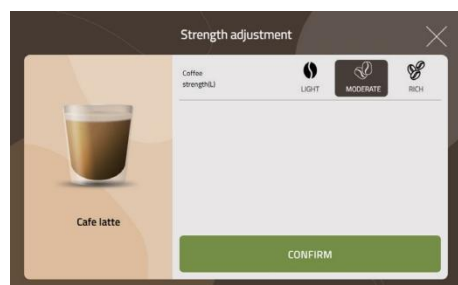 Strength adjustment
Coffee
strength(L)
LIGHT
MODERATE
RICH
Cafe latte
CONFIRM